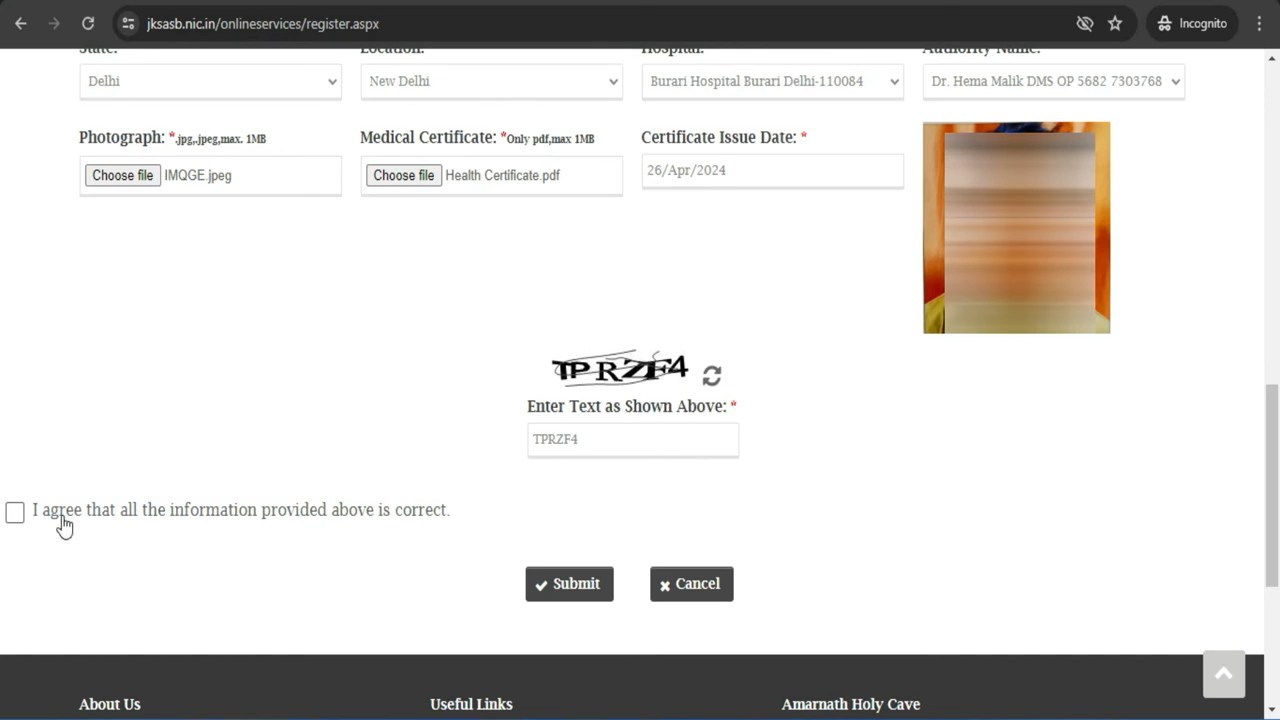 jksasb.nic.in/onlineservices/register.aspx
Incognito
State:
Location:
Hospital:
Authority Name:
Delhi
New Delhi
Burari Hospital Burari Delhi-110084
Dr. Hema Malik DMS OP 5682 7303768
Photograph: *.jpg,.jpeg,max. 1MB
Medical Certificate: *Only pdf,max 1MB
Certificate Issue Date: *
Choose file IMQGE.jpeg
Choose file Health Certificate.pdf
26/Apr/2024
TPRZF4
Enter Text as Shown Above: *
TPRZF4
I agree that all the information provided above is correct.
Submit
Cancel
About Us
Useful Links
Amarnath Holy Cave